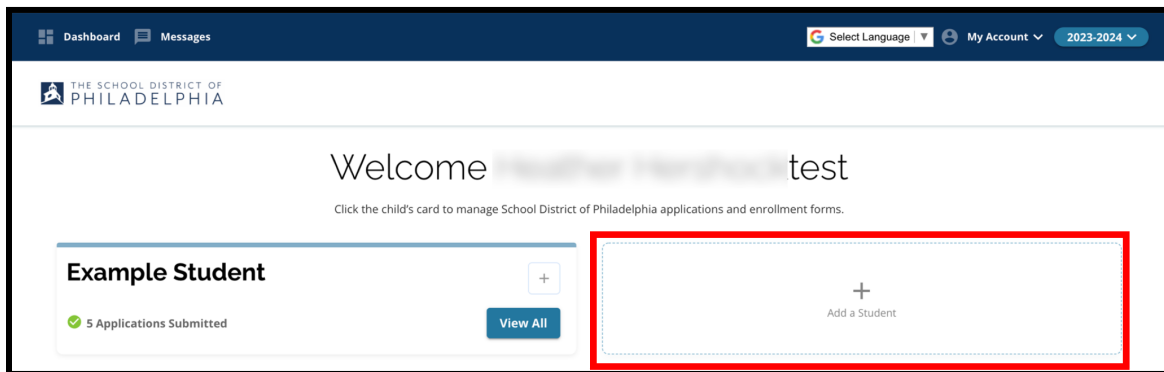 Dashboard Messages Select Language ▼ My Account 2023-2024
THE SCHOOL DISTRICT OF
PHILADELPHIA
Welcome test
Click the child's card to manage School District of Philadelphia applications and enrollment forms.
Example Student
+
5 Applications Submitted
View All
+
Add a Student